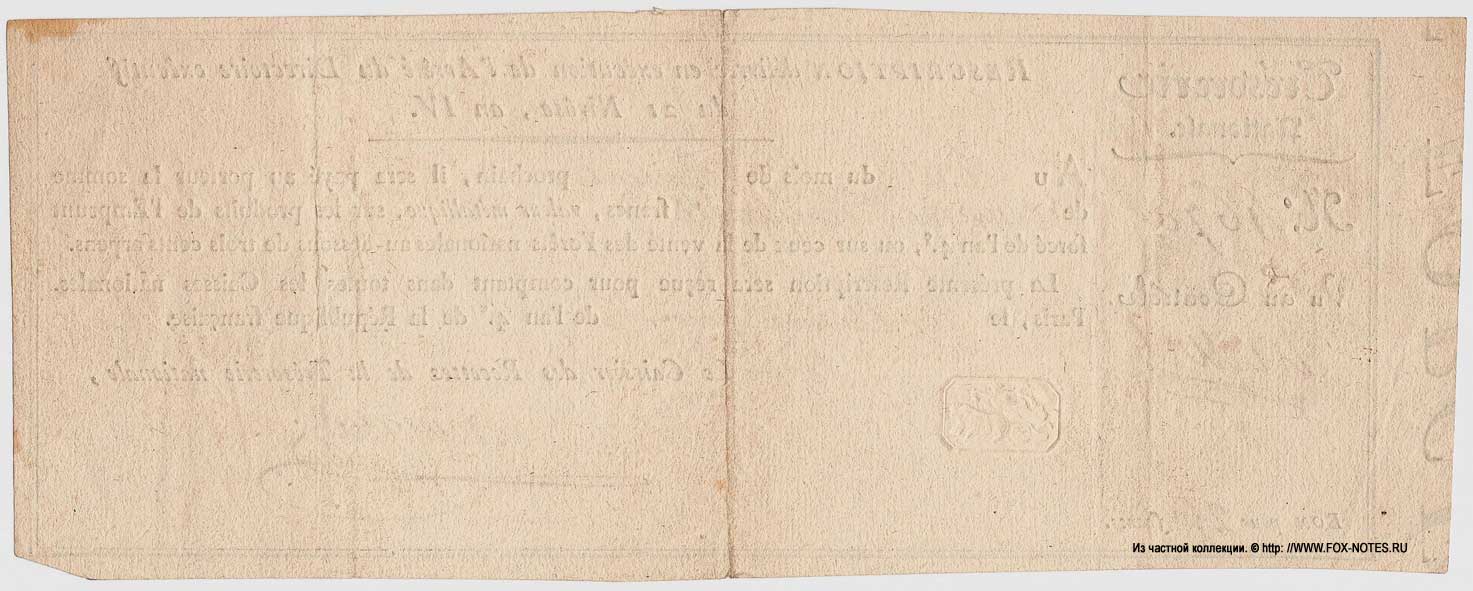 Trésorerie
Nationale.
RESCRIPTION délivrée en exécution de l'Arrêté du Directoire exécutif
du 21 Nivôse, an IV.
Au du mois de prochain, il sera payé au porteur la somme
de francs, valeur métallique, sur les produits de l'Emprunt
forcé de l'an 4e, ou sur ceux de la vente des Forêts nationales au-dessous de trois cents arpens.
La présente Rescription sera reçue pour comptant dans toutes les Caisses nationales.
Paris, le de l'an 4e de la République française.
Le Caissier des Recettes de la Trésorerie nationale,
N.º
Vu au Contrôle
Bon pour
Из частной коллекции. © http: //WWW.FOX-NOTES.RU